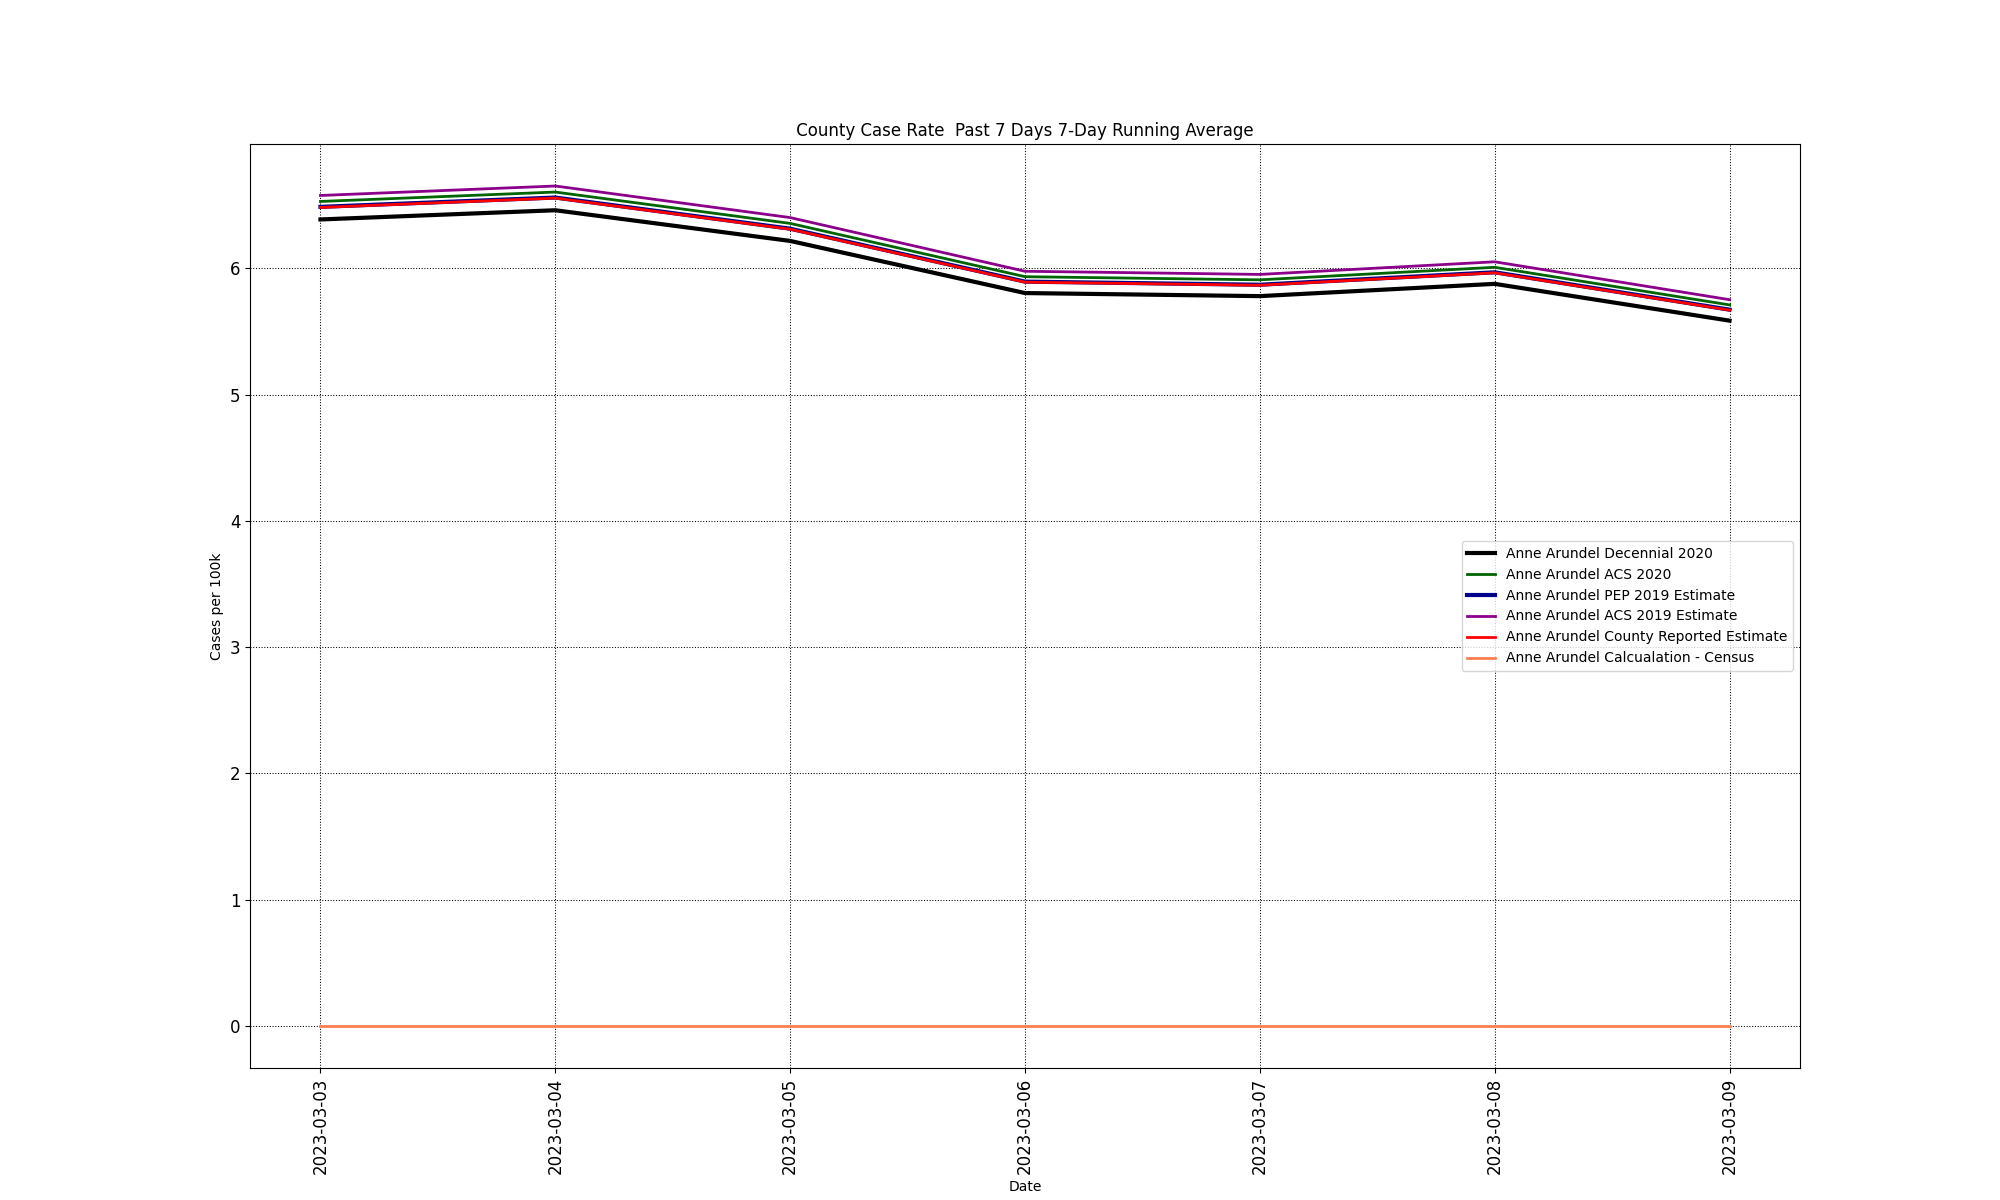 County Case Rate  Past 7 Days 7-Day Running Average
Cases per 100k
6
5
4
3
2
1
0
Anne Arundel Decennial 2020
Anne Arundel ACS 2020
Anne Arundel PEP 2019 Estimate
Anne Arundel ACS 2019 Estimate
Anne Arundel County Reported Estimate
Anne Arundel Calcualation - Census
2023-03-03
2023-03-04
2023-03-05
2023-03-06
2023-03-07
2023-03-08
2023-03-09
Date